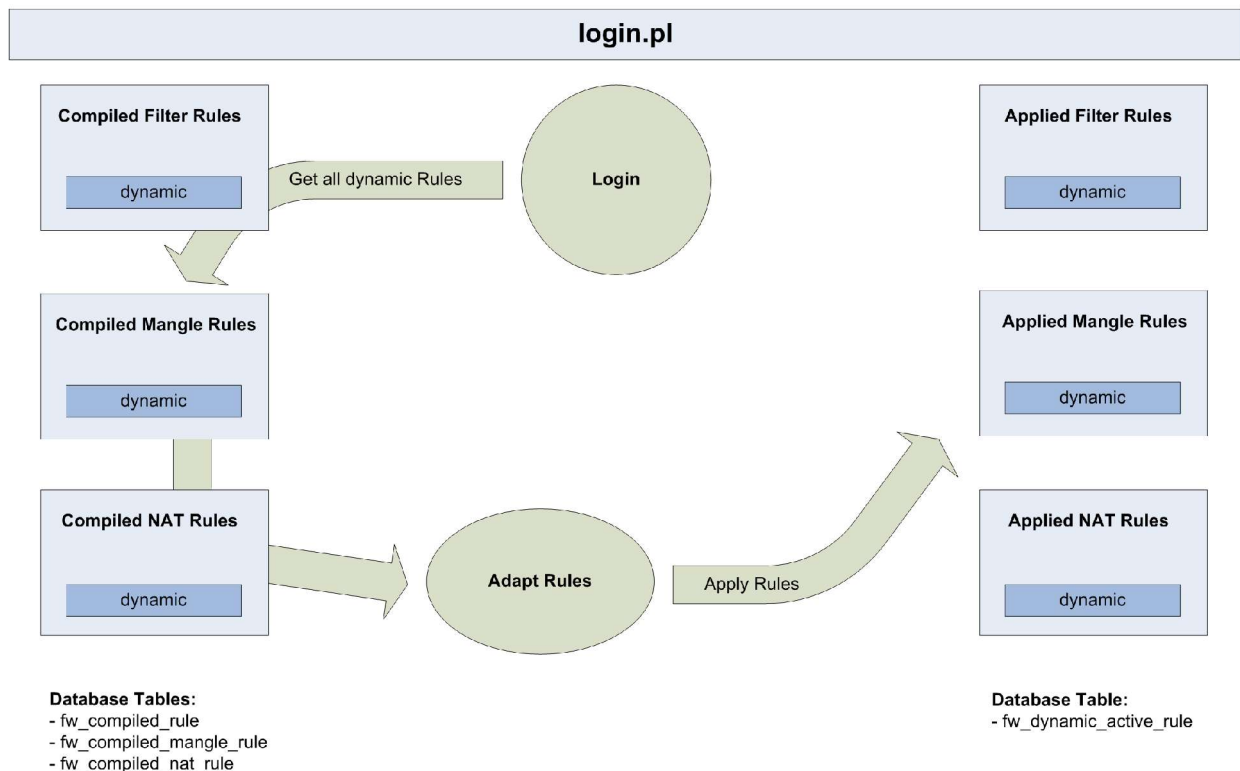 login.pl
Compiled Filter Rules
dynamic
Get all dynamic Rules
Login
Applied Filter Rules
dynamic
Compiled Mangle Rules
dynamic
Applied Mangle Rules
dynamic
Compiled NAT Rules
dynamic
Adapt Rules
Apply Rules
Applied NAT Rules
dynamic
Database Tables:
- fw_compiled_rule
- fw_compiled_mangle_rule
- fw_compiled_nat_rule
Database Table:
- fw_dynamic_active_rule